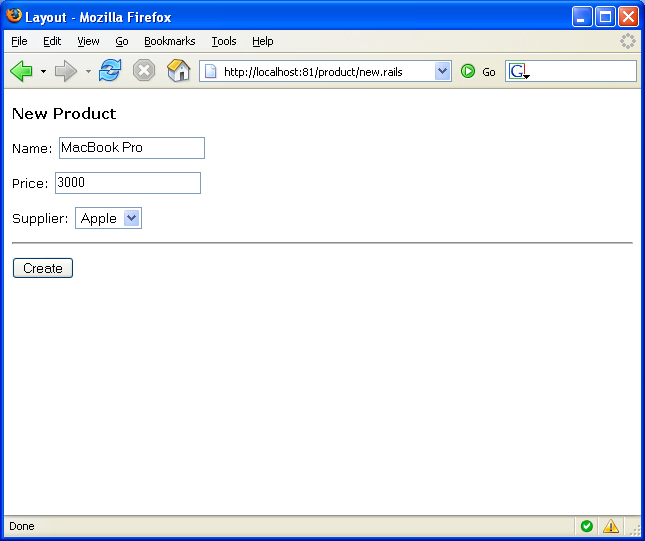 Layout - Mozilla Firefox
File Edit View Go Bookmarks Tools Help
http://localhost:81/product/new.rails Go G
New Product
Name: MacBook Pro
Price: 3000
Supplier: Apple
Create
Done